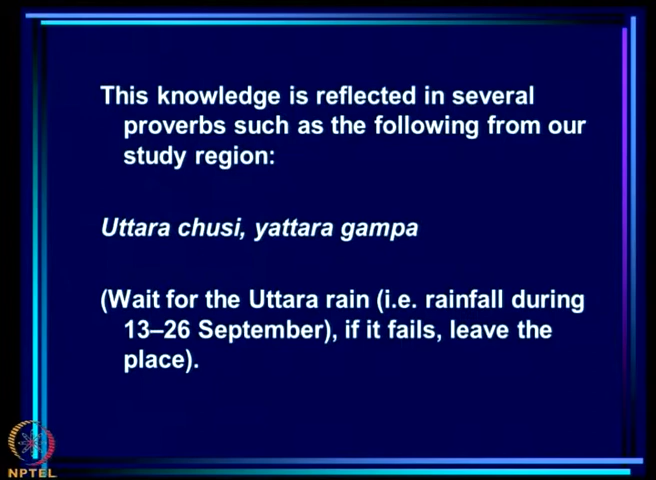 This knowledge is reflected in several
proverbs such as the following from our
study region:
Uttara chusi, yattara gampa
(Wait for the Uttara rain (i.e. rainfall during
13–26 September), if it fails, leave the
place).
NPTEL